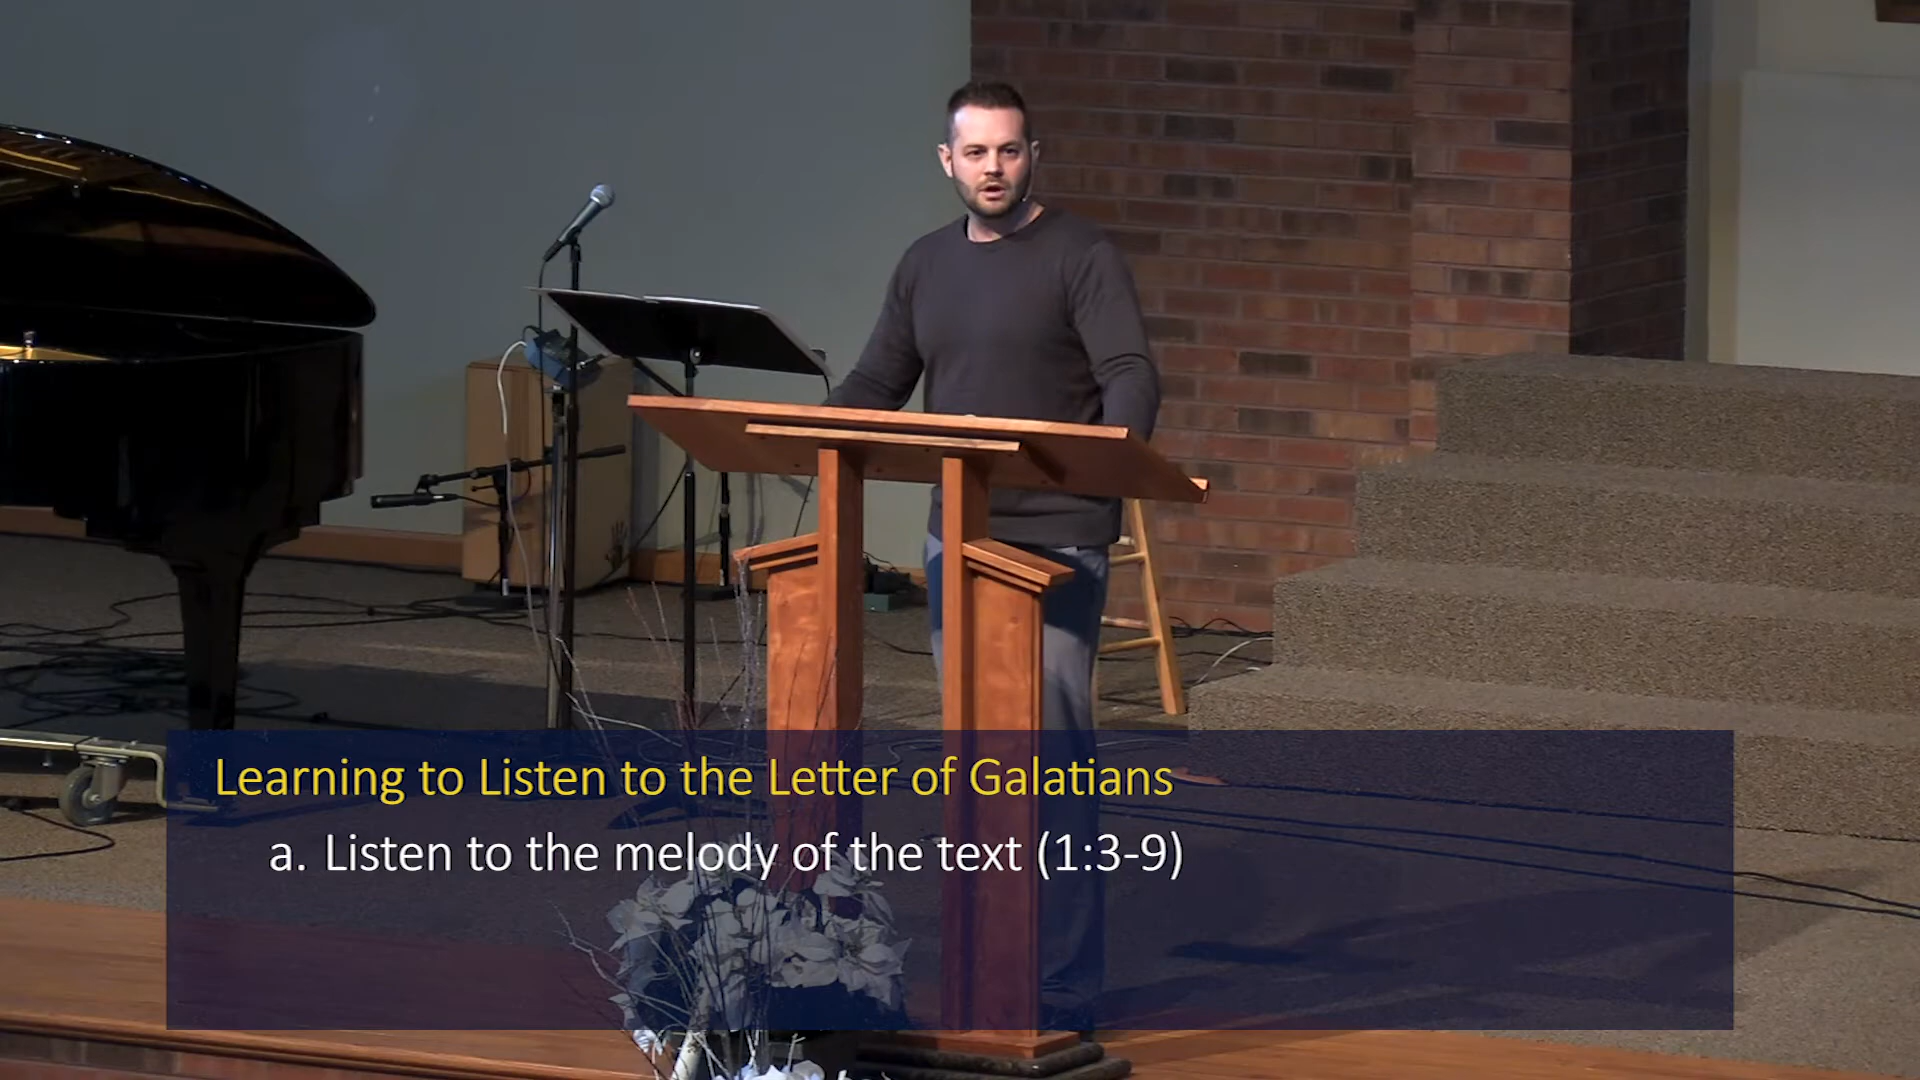 Learning to Listen to the Letter of Galatians
a. Listen to the melody of the text (1:3-9)